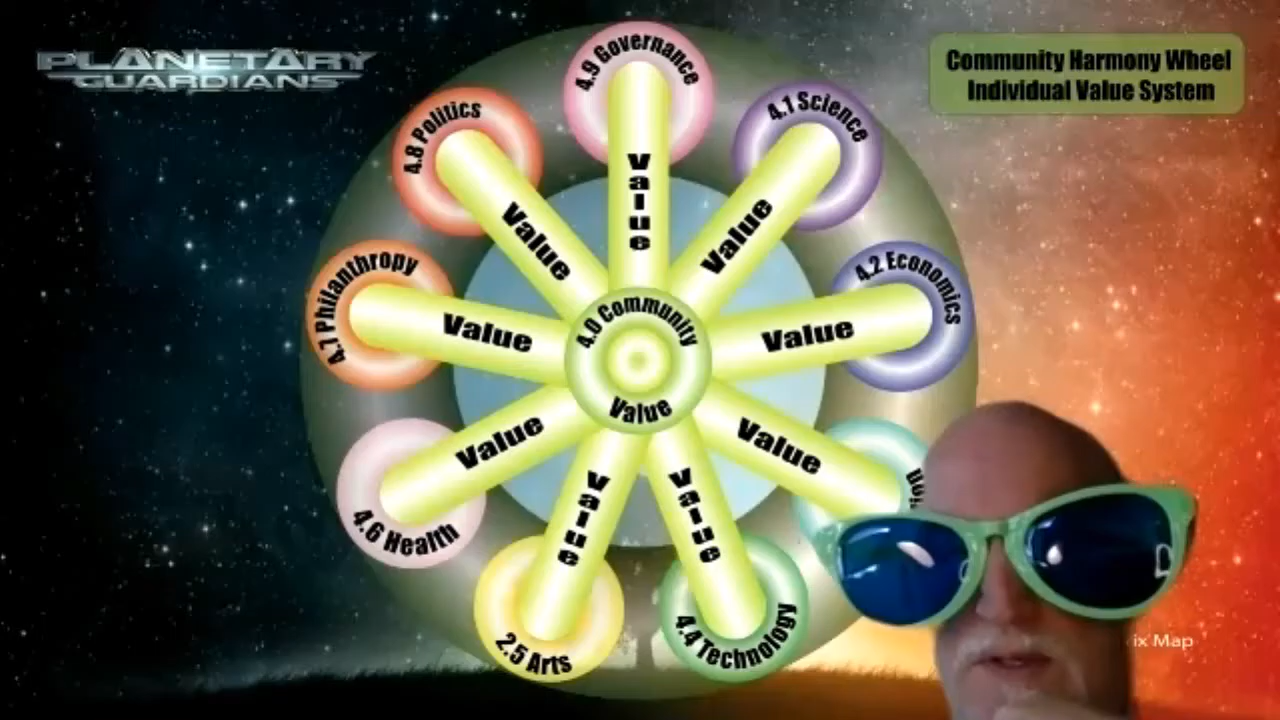 PLANETARY
GUARDIANS
Community Harmony Wheel
Individual Value System
4.9 Governance
4.8 Politics
4.1 Science
4.7 Philanthropy
4.2 Economics
Value
Value
Value
Value
Value
4.0 Community
Value
Value
Value
Value
Value
4.6 Health
2.5 Arts
4.4 Technology
ix Map